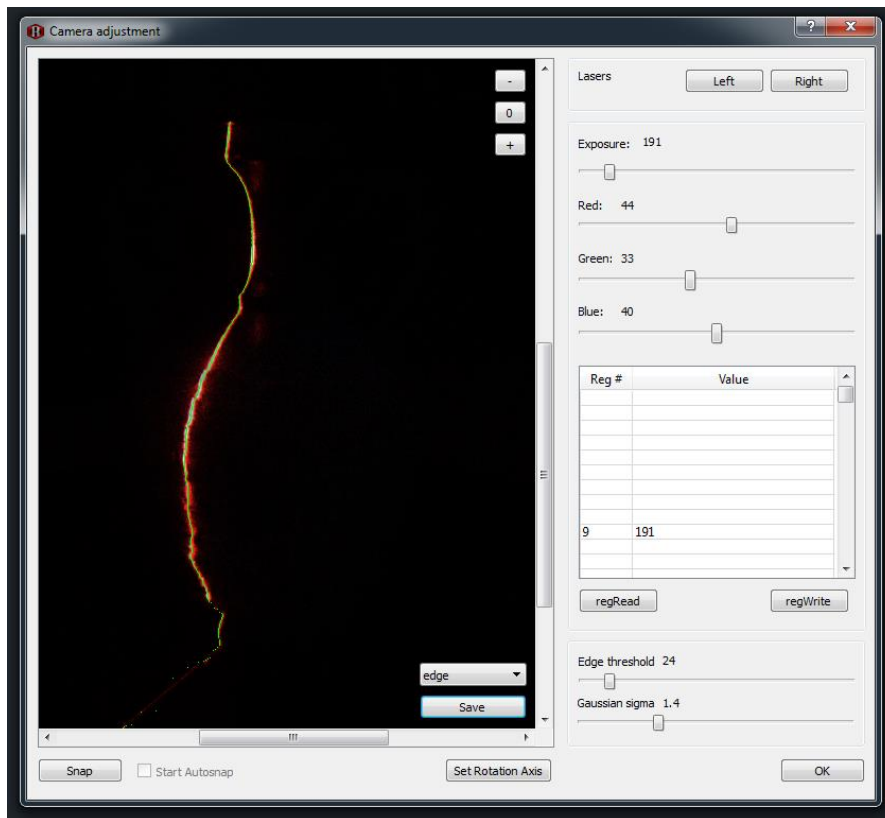 Camera adjustment
-
0
+
edge
Save
Snap
Start Autosnap
Set Rotation Axis
Lasers
Left
Right
Exposure: 191
Red: 44
Green: 33
Blue: 40
Reg # Value
9 191
regRead
regWrite
Edge threshold 24
Gaussian sigma 1.4
OK